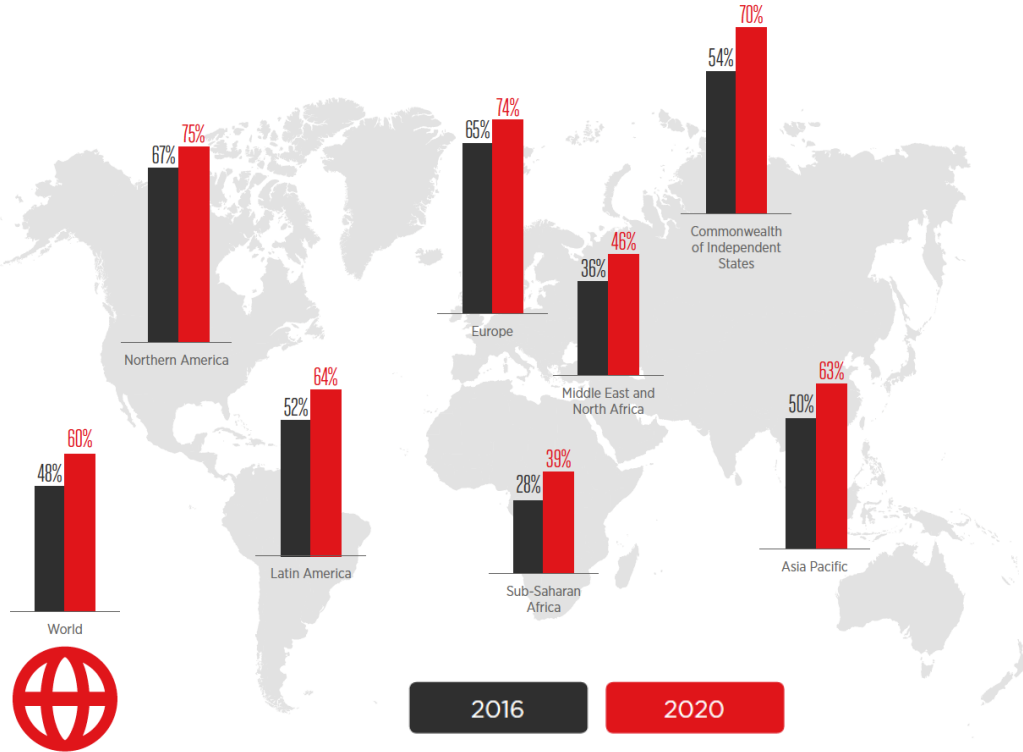 70%
54%
Commonwealth
of Independent
States
74%
65%
Europe
75%
67%
Northern America
46%
36%
Middle East and
North Africa
63%
50%
Asia Pacific
64%
52%
Latin America
39%
28%
Sub-Saharan
Africa
60%
48%
World
2016
2020